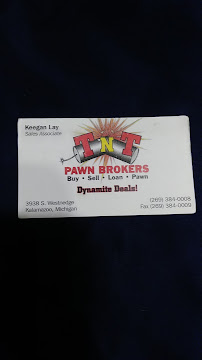 Keegan Lay
Sales Associate
TNT
PAWN BROKERS
Buy • Sell • Loan • Pawn
Dynamite Deals!
3938 S. Westnedge
Kalamazoo, Michigan
(269) 384-0008
Fax (269) 384-0009